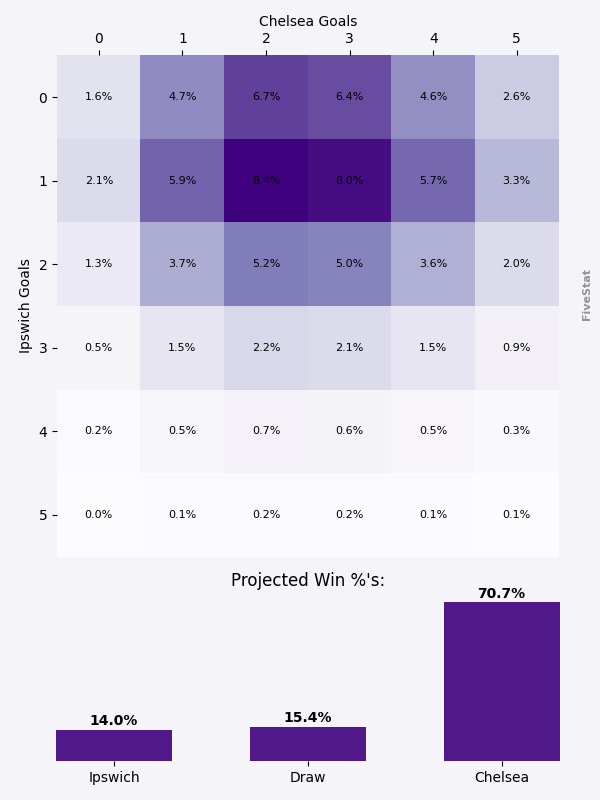 Chelsea Goals
0 1 2 3 4 5
0 1.6% 4.7% 6.7% 6.4% 4.6% 2.6%
1 2.1% 5.9% 8.4% 8.0% 5.7% 3.3%
2 1.3% 3.7% 5.2% 5.0% 3.6% 2.0%
3 0.5% 1.5% 2.2% 2.1% 1.5% 0.9%
4 0.2% 0.5% 0.7% 0.6% 0.5% 0.3%
5 0.0% 0.1% 0.2% 0.2% 0.1% 0.1%
Ipswich Goals
FiveStat
Projected Win %'s:
14.0% 15.4% 70.7%
Ipswich Draw Chelsea